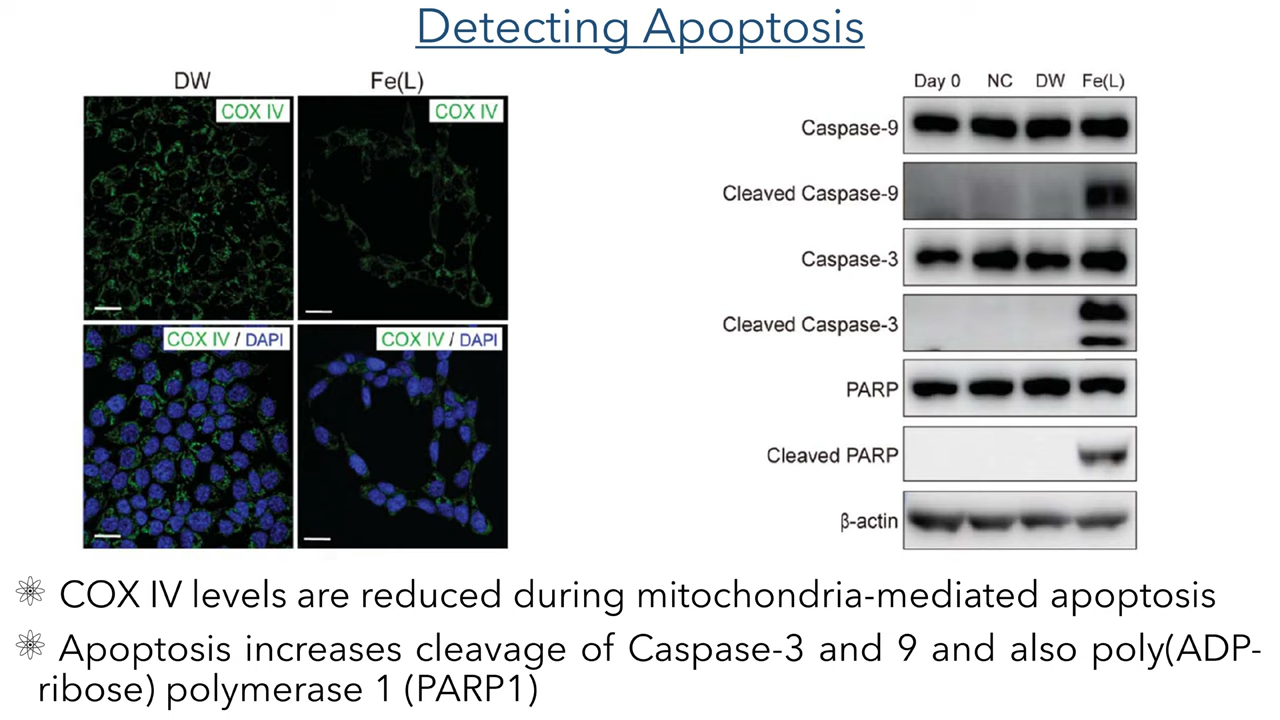 Detecting Apoptosis
DW
Fe(L)
COX IV
COX IV
COX IV / DAPI
COX IV / DAPI
Day 0 NC DW Fe(L)
Caspase-9
Cleaved Caspase-9
Caspase-3
Cleaved Caspase-3
PARP
Cleaved PARP
β-actin
COX IV levels are reduced during mitochondria-mediated apoptosis
Apoptosis increases cleavage of Caspase-3 and 9 and also poly(ADP-
ribose) polymerase 1 (PARP1)